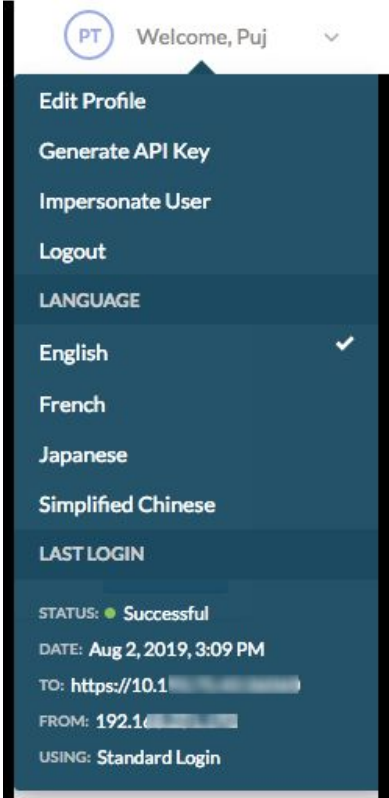 PT Welcome, Puj
Edit Profile
Generate API Key
Impersonate User
Logout
LANGUAGE
English
French
Japanese
Simplified Chinese
LAST LOGIN
STATUS: Successful
DATE: Aug 2, 2019, 3:09 PM
TO: https://10.1
FROM: 192.16
USING: Standard Login